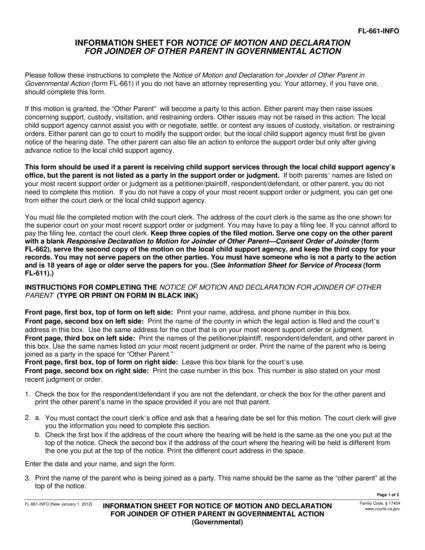 FL-661-INFO
INFORMATION SHEET FOR NOTICE OF MOTION AND DECLARATION
FOR JOINDER OF OTHER PARENT IN GOVERNMENTAL ACTION
Please follow these instructions to complete the Notice of Motion and Declaration for Joinder of Other Parent in
Governmental Action (form FL-661) if you do not have an attorney representing you. Your attorney, if you have one,
should complete this form.
If this motion is granted, the "Other Parent" will become a party to this action. Either parent may then raise issues
concerning support, custody, visitation, and restraining orders. Other issues may not be raised in this action. The local
child support agency cannot assist you with or negotiate, settle, or contest any issues of custody, visitation, or restraining
orders. Either parent can go to court to modify the support order, but the local child support agency must first be given
notice of the hearing date. The other parent can also file an action to enforce the support order but only after giving
advance notice to the local child support agency.
This form should be used if a parent is receiving child support services through the local child support agency's
office, but the parent is not listed as a party in the support order or judgment. If both parents' names are listed on
your most recent support order or judgment as a petitioner/plaintiff, respondent/defendant, or other parent, you do not
need to complete this motion. If you do not have a copy of your most recent support order or judgment, you can get one
from either the court clerk or the local child support agency.
You must file the completed motion with the court clerk. The address of the court clerk is the same as the one shown for
the superior court on your most recent support order or judgment. You may have to pay a filing fee. If you cannot afford to
pay the filing fee, contact the court clerk. Keep three copies of the filed motion. Serve one copy on the other parent
with a blank Responsive Declaration to Motion for Joinder of Other Parent—Consent Order of Joinder (form
FL-662), serve the second copy of the motion on the local child support agency, and keep the third copy for your
records. You may not serve papers on the other parties. You must have someone who is not a party to the action
and is 18 years of age or older serve the papers for you. (See Information Sheet for Service of Process (form
FL-611).)
INSTRUCTIONS FOR COMPLETING THE NOTICE OF MOTION AND DECLARATION FOR JOINDER OF OTHER
PARENT (TYPE OR PRINT ON FORM IN BLACK INK)
Front page, first box, top of form on left side: Print your name, address, and phone number in this box.
Front page, second box on left side: Print the name of the county in which the legal action is filed and the court's
address in this box. Use the same address for the court that is on your most recent support order or judgment.
Front page, third box on left side: Print the names of the petitioner/plaintiff, respondent/defendant, and other parent in
this box. Use the same names listed on your most recent judgment or order. Print the name of the parent who is being
joined as a party in the space for "Other Parent."
Front page, first box, top of form on right side: Leave this box blank for the court's use.
Front page, second box on right side: Print the case number in this box. This number is also stated on your most
recent judgment or order.
1. Check the box for the respondent/defendant if you are not the defendant, or check the box for the other parent and
print the other parent's name in the space provided if you are not that parent.
2. a. You must contact the court clerk's office and ask that a hearing date be set for this motion. The court clerk will give
you the information you need to complete this section.
b. Check the first box if the address of the court where the hearing will be held is the same as the one you put at the
top of the notice. Check the second box if the address of the court where the hearing will be held is different from
the one you put at the top of the notice. Print the different court address in the space.
Enter the date and your name, and sign the form.
3. Print the name of the parent who is being joined as a party. This name should be the same as the "other parent" at the
top of the notice.
Page 1 of 2
FL-661-INFO [New January 1, 2012]
INFORMATION SHEET FOR NOTICE OF MOTION AND DECLARATION
FOR JOINDER OF OTHER PARENT IN GOVERNMENTAL ACTION
(Governmental)
Family Code, § 17404
www.courts.ca.gov